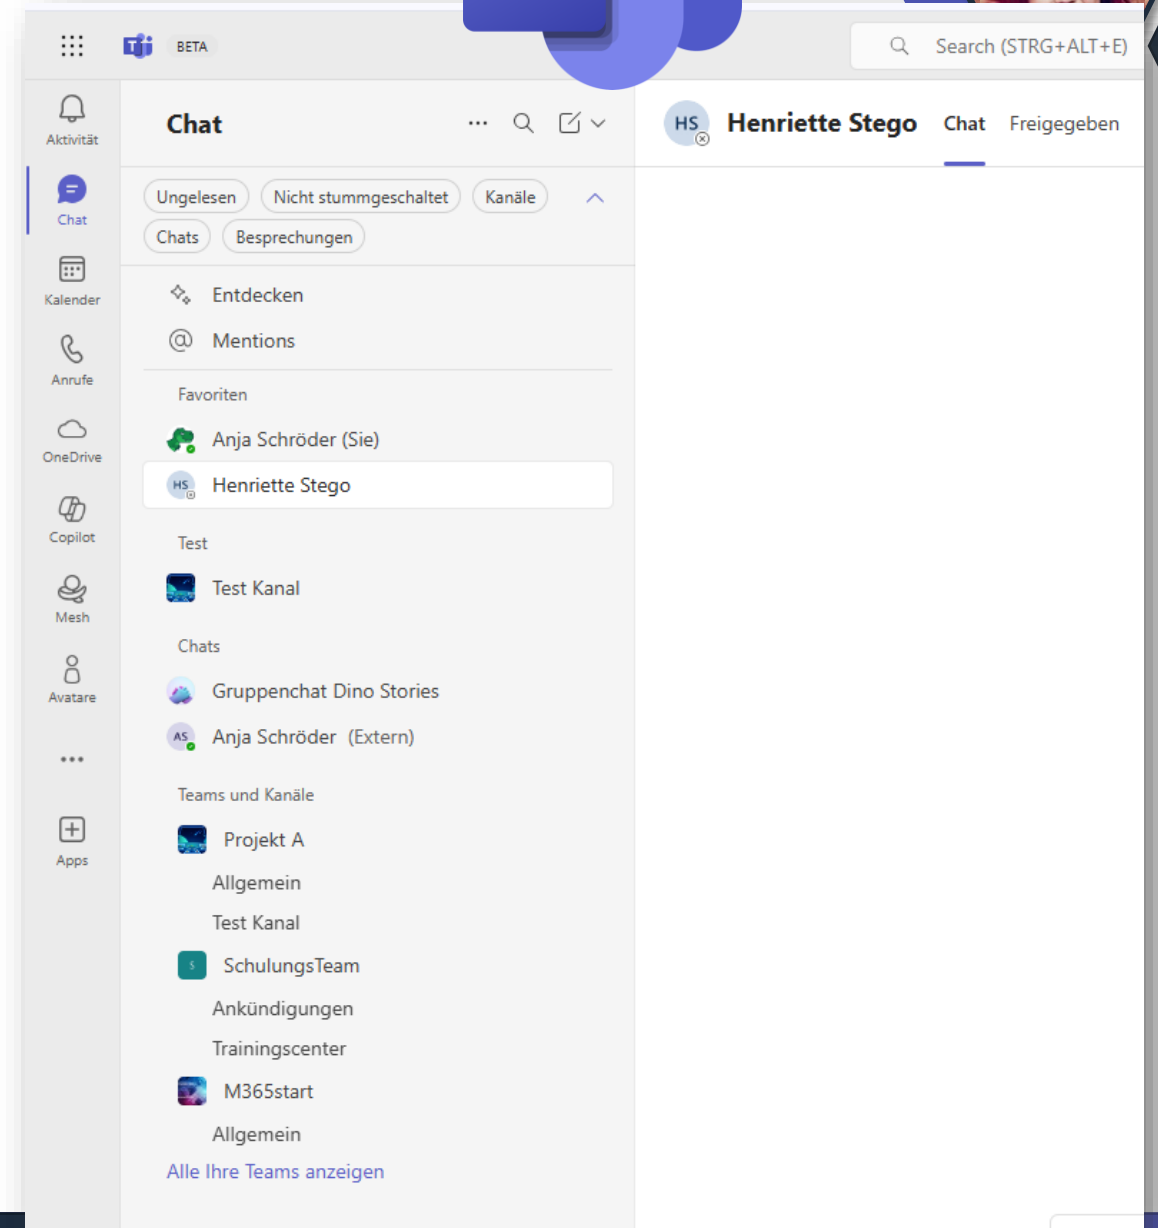 BETA
Search (STRG+ALT+E)
Aktivität
Chat
Kalender
Anrufe
OneDrive
Copilot
Mesh
Avatare
Apps
Chat
Ungelesen Nicht stummgeschaltet Kanäle
Chats Besprechungen
Entdecken
@ Mentions
Favoriten
Anja Schröder (Sie)
HS Henriette Stego
Test
Test Kanal
Chats
Gruppenchat Dino Stories
AS Anja Schröder (Extern)
Teams und Kanäle
Projekt A
Allgemein
Test Kanal
S SchulungsTeam
Ankündigungen
Trainingscenter
M365start
Allgemein
Alle Ihre Teams anzeigen
HS Henriette Stego Chat Freigegeben